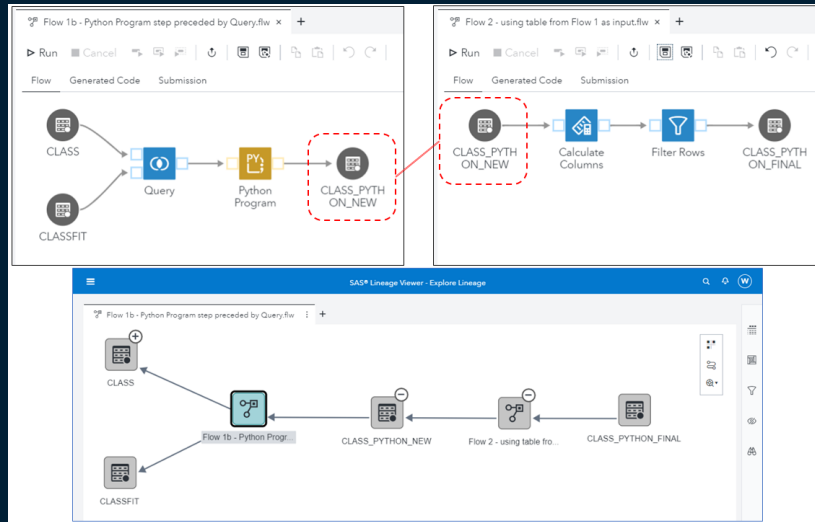 Flow 1b - Python Program step preceded by Query.flw × +
Run Cancel
Flow Generated Code Submission
CLASS
CLASSFIT
Query
PY
Python
Program
CLASS_PYTH
ON_NEW
Flow 2 - using table from Flow 1 as input.flw × +
Run Cancel
Flow Generated Code Submission
CLASS_PYTH
ON_NEW
Calculate
Columns
Filter Rows
CLASS_PYTH
ON_FINAL
SAS® Lineage Viewer - Explore Lineage
W
Flow 1b - Python Program step preceded by Query.flw +
CLASS
Flow 1b - Python Progr...
CLASS_PYTHON_NEW
Flow 2 - using table fro...
CLASS_PYTHON_FINAL
CLASSFIT